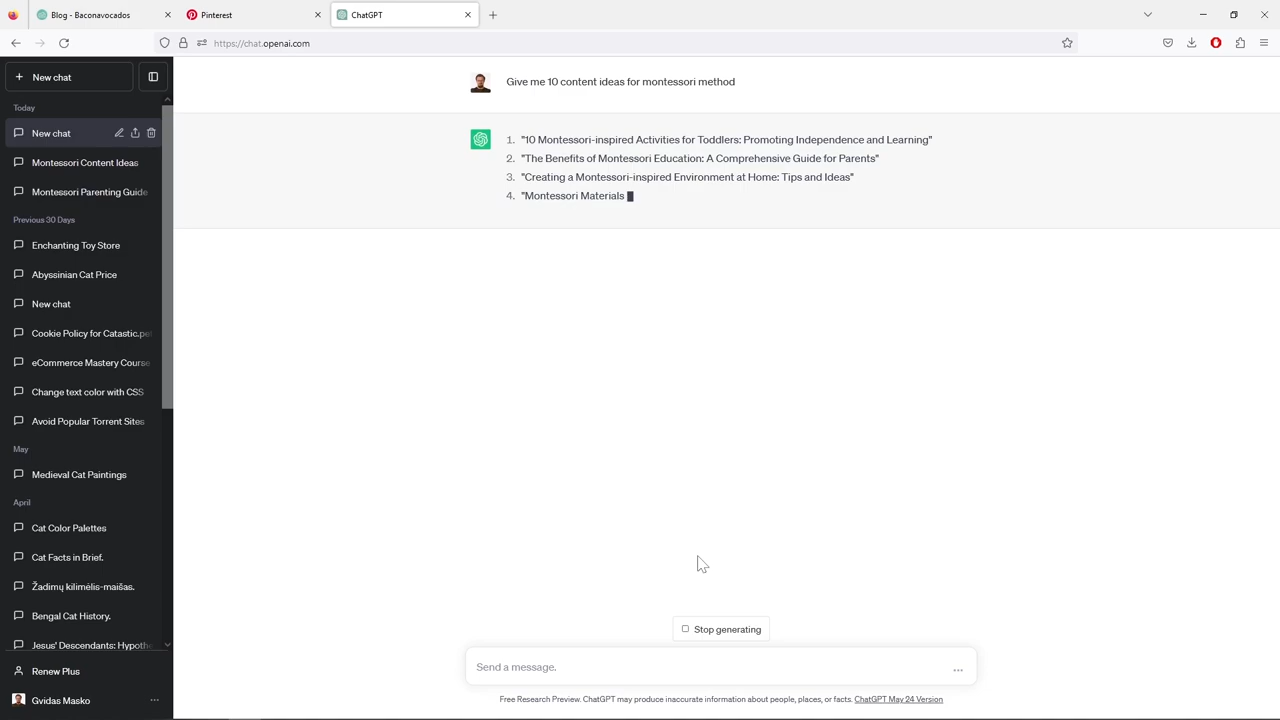 Blog - Baconavocados
Pinterest
ChatGPT
https://chat.openai.com
New chat
Today
New chat
Montessori Content Ideas
Montessori Parenting Guide
Previous 30 Days
Enchanting Toy Store
Abyssinian Cat Price
New chat
Cookie Policy for Catastic.pet
eCommerce Mastery Course
Change text color with CSS
Avoid Popular Torrent Sites
May
Medieval Cat Paintings
April
Cat Color Palettes
Cat Facts in Brief.
Žadimų kilimėlis-maišas.
Bengal Cat History.
Jesus' Descendants: Hypothe
Renew Plus
Gvidas Masko
Give me 10 content ideas for montessori method
1. "10 Montessori-inspired Activities for Toddlers: Promoting Independence and Learning"
2. "The Benefits of Montessori Education: A Comprehensive Guide for Parents"
3. "Creating a Montessori-inspired Environment at Home: Tips and Ideas"
4. "Montessori Materials
Stop generating
Send a message.
Free Research Preview. ChatGPT may produce inaccurate information about people, places, or facts. ChatGPT May 24 Version